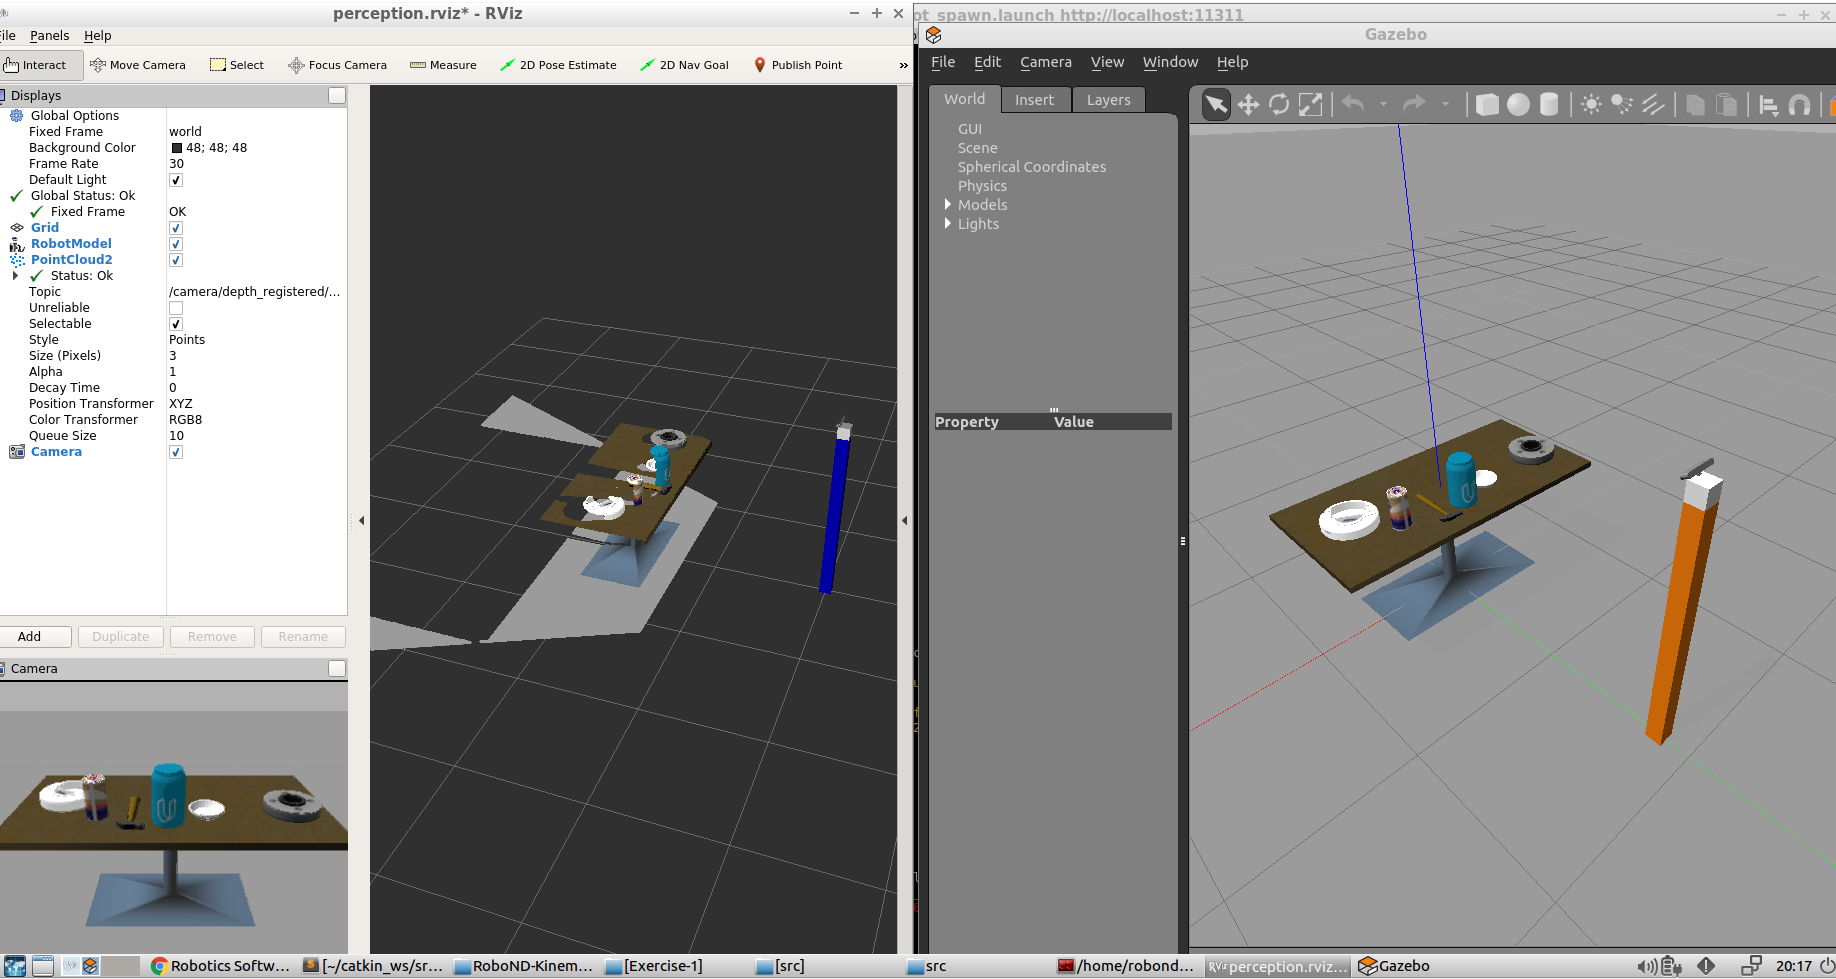 perception.rviz* - RViz
ile Panels Help
Interact Move Camera Select Focus Camera Measure 2D Pose Estimate 2D Nav Goal Publish Point »
Displays
Global Options
Fixed Frame world
Background Color 48; 48; 48
Frame Rate 30
Default Light
Global Status: Ok
Fixed Frame OK
Grid
RobotModel
PointCloud2
Status: Ok
Topic /camera/depth_registered/...
Unreliable
Selectable
Style Points
Size (Pixels) 3
Alpha 1
Decay Time 0
Position Transformer XYZ
Color Transformer RGB8
Queue Size 10
Camera
Add Duplicate Remove Rename
Camera
ot_spawn.launch http://localhost:11311
Gazebo
File Edit Camera View Window Help
World Insert Layers
GUI
Scene
Spherical Coordinates
Physics
Models
Lights
Property Value
Robotics Softw... [~/catkin_ws/sr... RoboND-Kinem... [Exercise-1] [src] src /home/robond... RViz perception.rviz... Gazebo 20:17